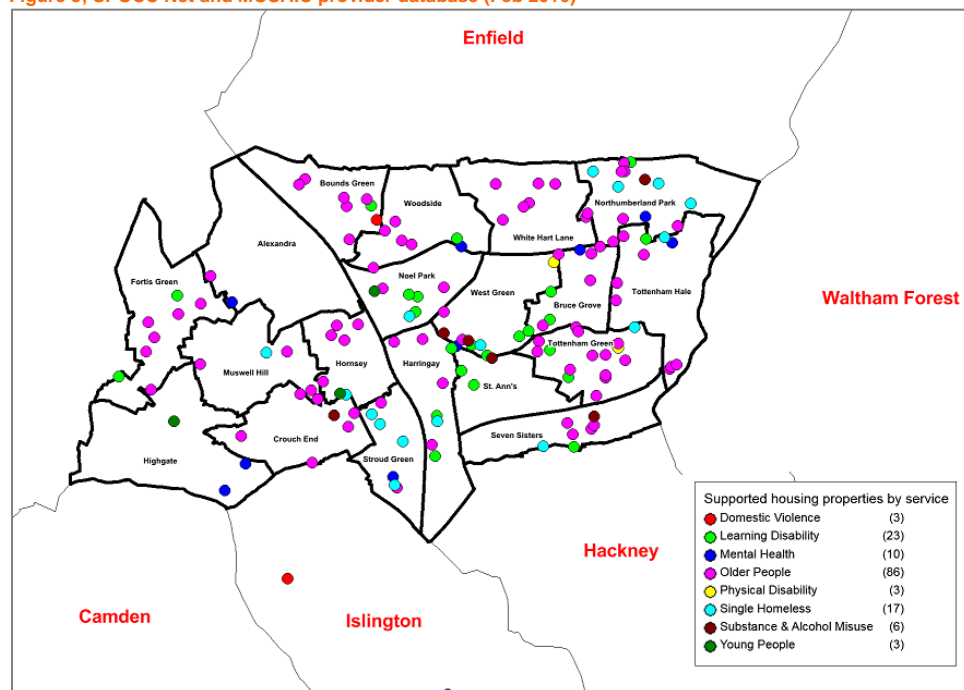 Enfield
Bounds Green
Woodside
Northumberland Park
White Hart Lane
Alexandra
Noel Park
Fortis Green
West Green
Bruce Grove
Tottenham Hale
Waltham Forest
Tottenham Green
Muswell Hill
Hornsey
Harringay
St. Ann's
Crouch End
Seven Sisters
Highgate
Stroud Green
Hackney
Camden
Islington
Supported housing properties by service
Domestic Violence (3)
Learning Disability (23)
Mental Health (10)
Older People (86)
Physical Disability (3)
Single Homeless (17)
Substance & Alcohol Misuse (6)
Young People (3)